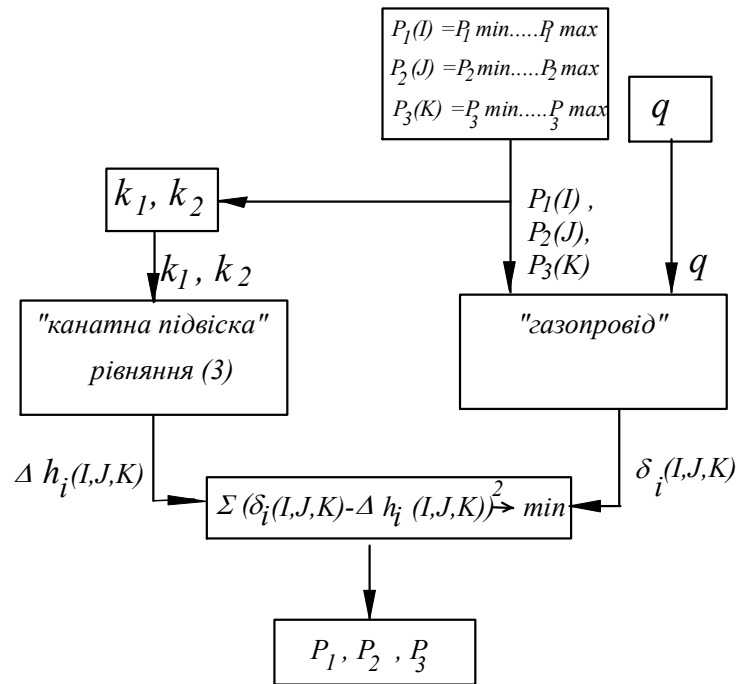 P₁(I) =P₁ min.....P₁ max
P₂(J) =P₂ min.....P₂ max
P₃(K) =P₃ min.....P₃ max
q
k₁, k₂
P₁(I) ,
P₂(J),
P₃(K)
k₁, k₂
q
"канатна підвіска"
рівняння (3)
"газопровід"
Δ hᵢ(I,J,K)
δᵢ(I,J,K)
Σ (δᵢ(I,J,K)-Δ hᵢ (I,J,K))²→ min
P₁ , P₂ , P₃